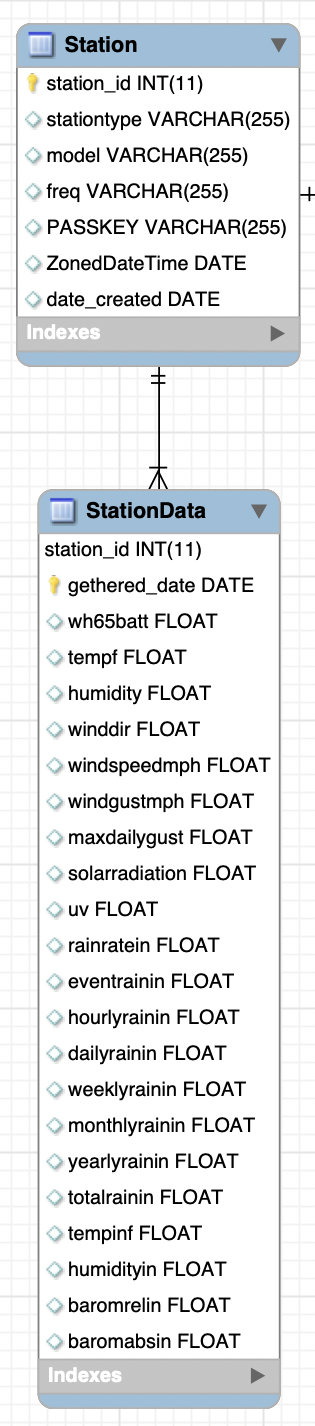 Station
station_id INT(11)
stationtype VARCHAR(255)
model VARCHAR(255)
freq VARCHAR(255)
PASSKEY VARCHAR(255)
ZonedDateTime DATE
date_created DATE
Indexes
StationData
station_id INT(11)
gethered_date DATE
wh65batt FLOAT
tempf FLOAT
humidity FLOAT
winddir FLOAT
windspeedmph FLOAT
windgustmph FLOAT
maxdailygust FLOAT
solarradiation FLOAT
uv FLOAT
rainratein FLOAT
eventrainin FLOAT
hourlyrainin FLOAT
dailyrainin FLOAT
weeklyrainin FLOAT
monthlyrainin FLOAT
yearlyrainin FLOAT
totalrainin FLOAT
tempinf FLOAT
humidityin FLOAT
baromrelin FLOAT
baromabsin FLOAT
Indexes